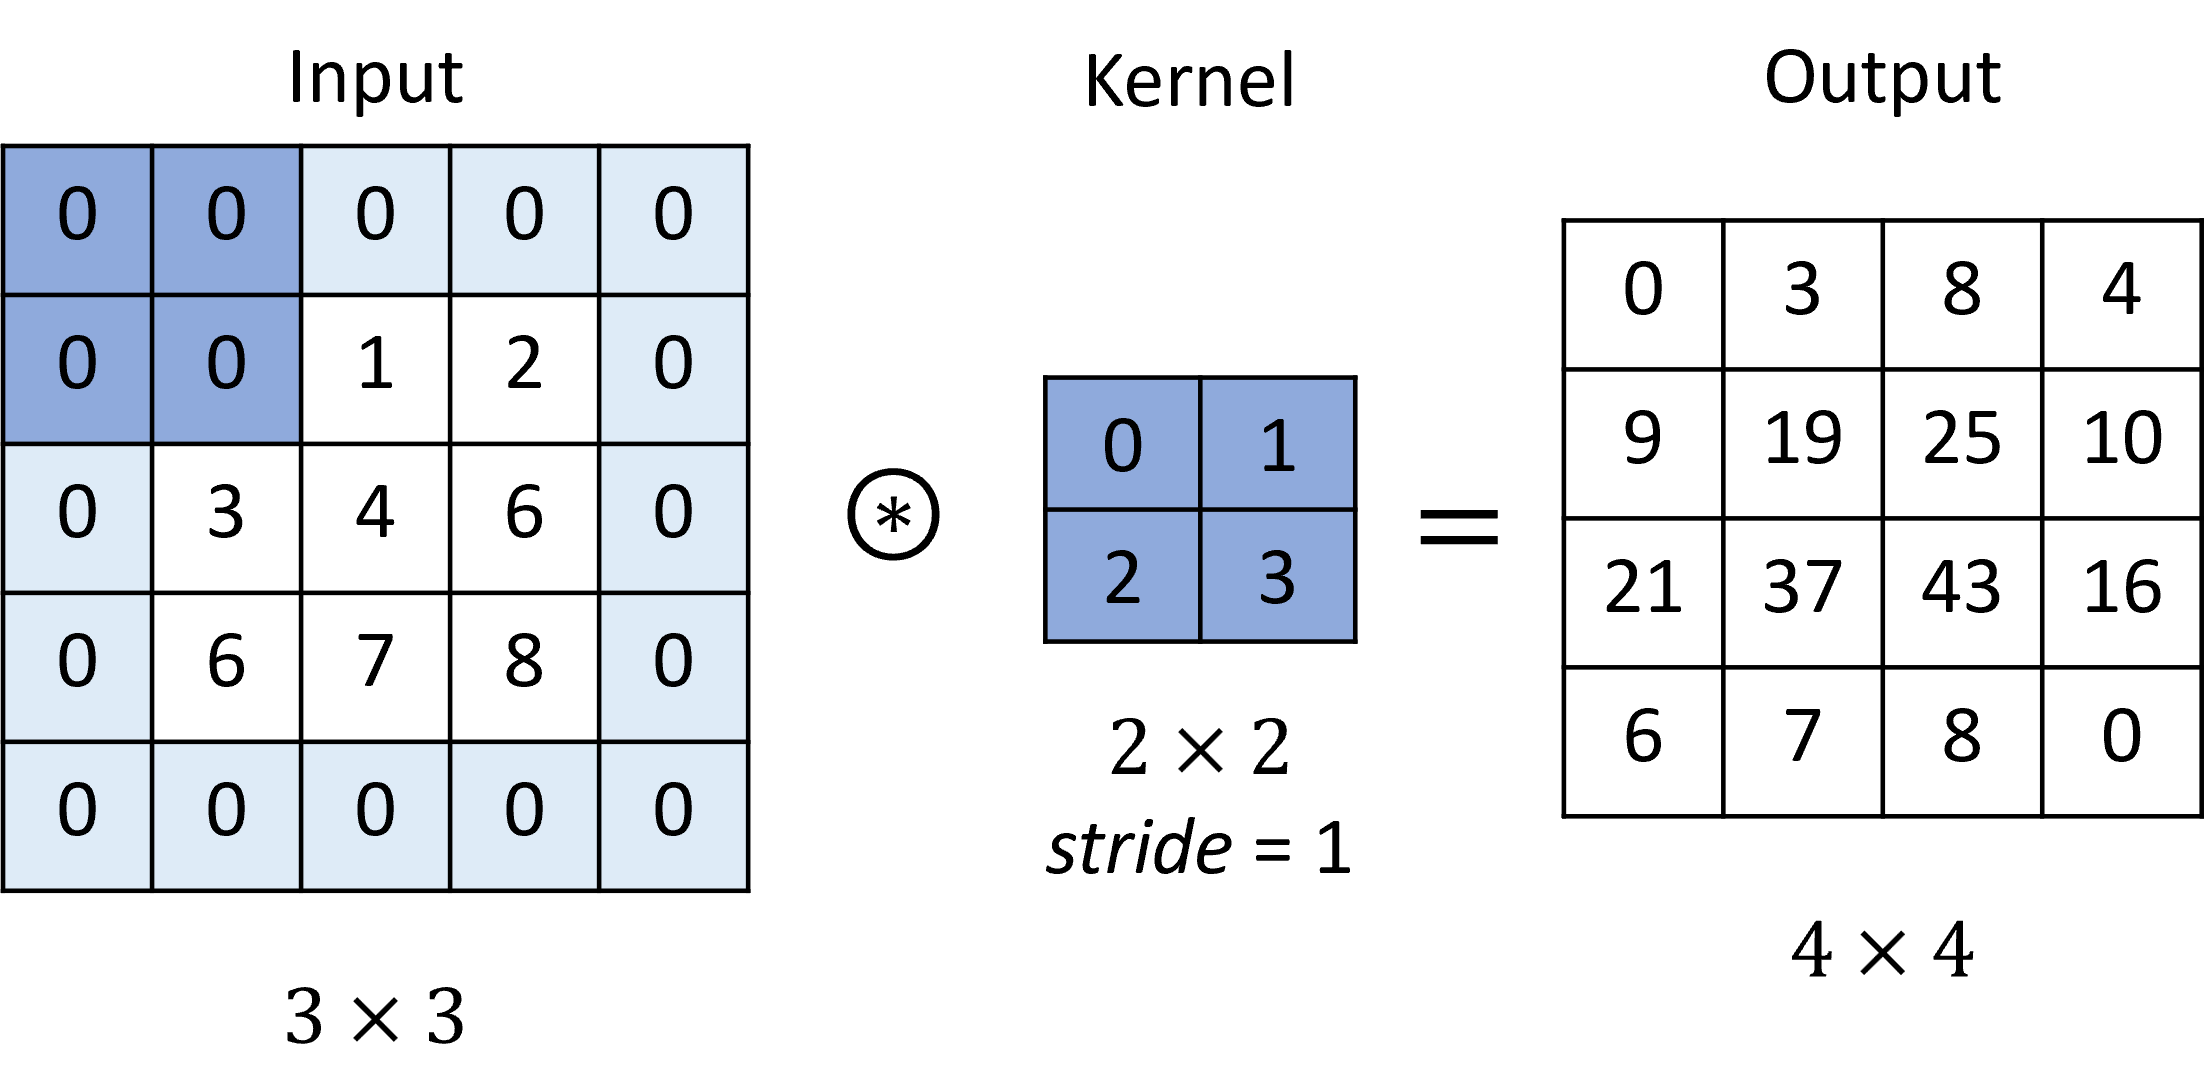 Input
0 0 0 0 0
0 0 1 2 0
0 3 4 6 0
0 6 7 8 0
0 0 0 0 0
3 × 3
⊛
Kernel
0 1
2 3
2 × 2
stride = 1
=
Output
0 3 8 4
9 19 25 10
21 37 43 16
6 7 8 0
4 × 4